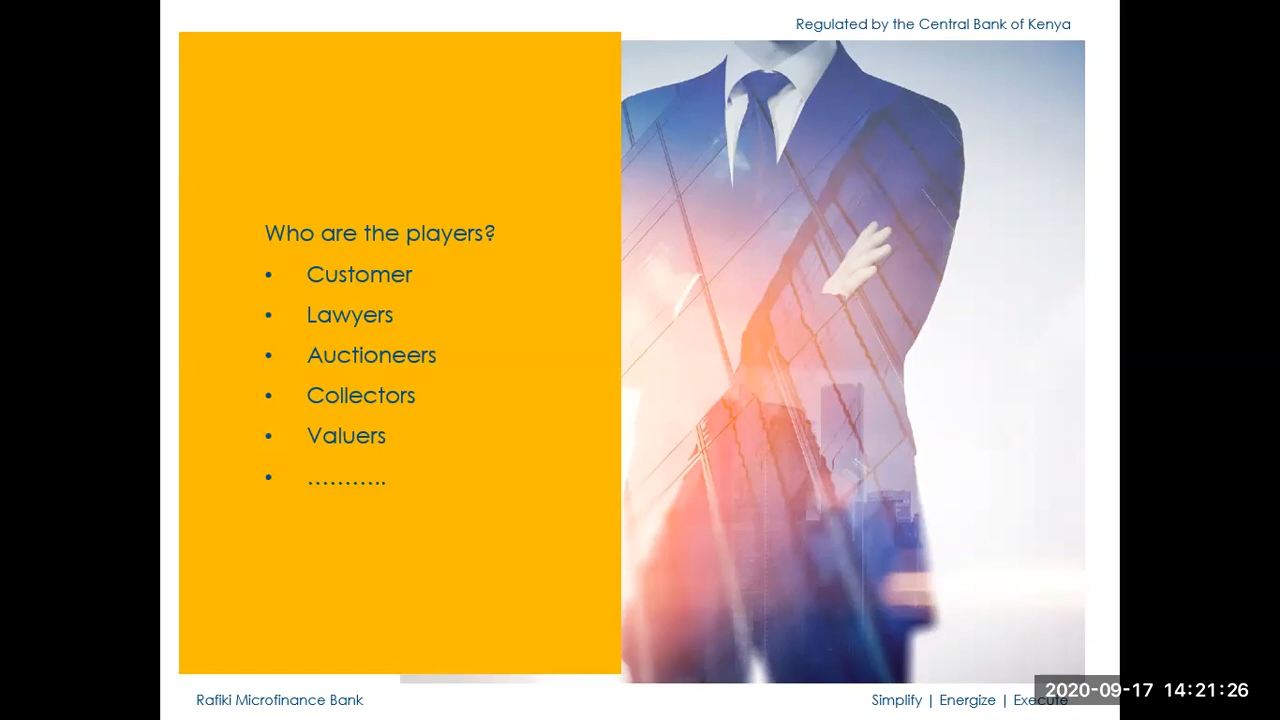 Regulated by the Central Bank of Kenya
Who are the players?
• Customer
• Lawyers
• Auctioneers
• Collectors
• Valuers
• ………..
Rafiki Microfinance Bank
Simplify | Energize | Execute
2020-09-17 14:21:26